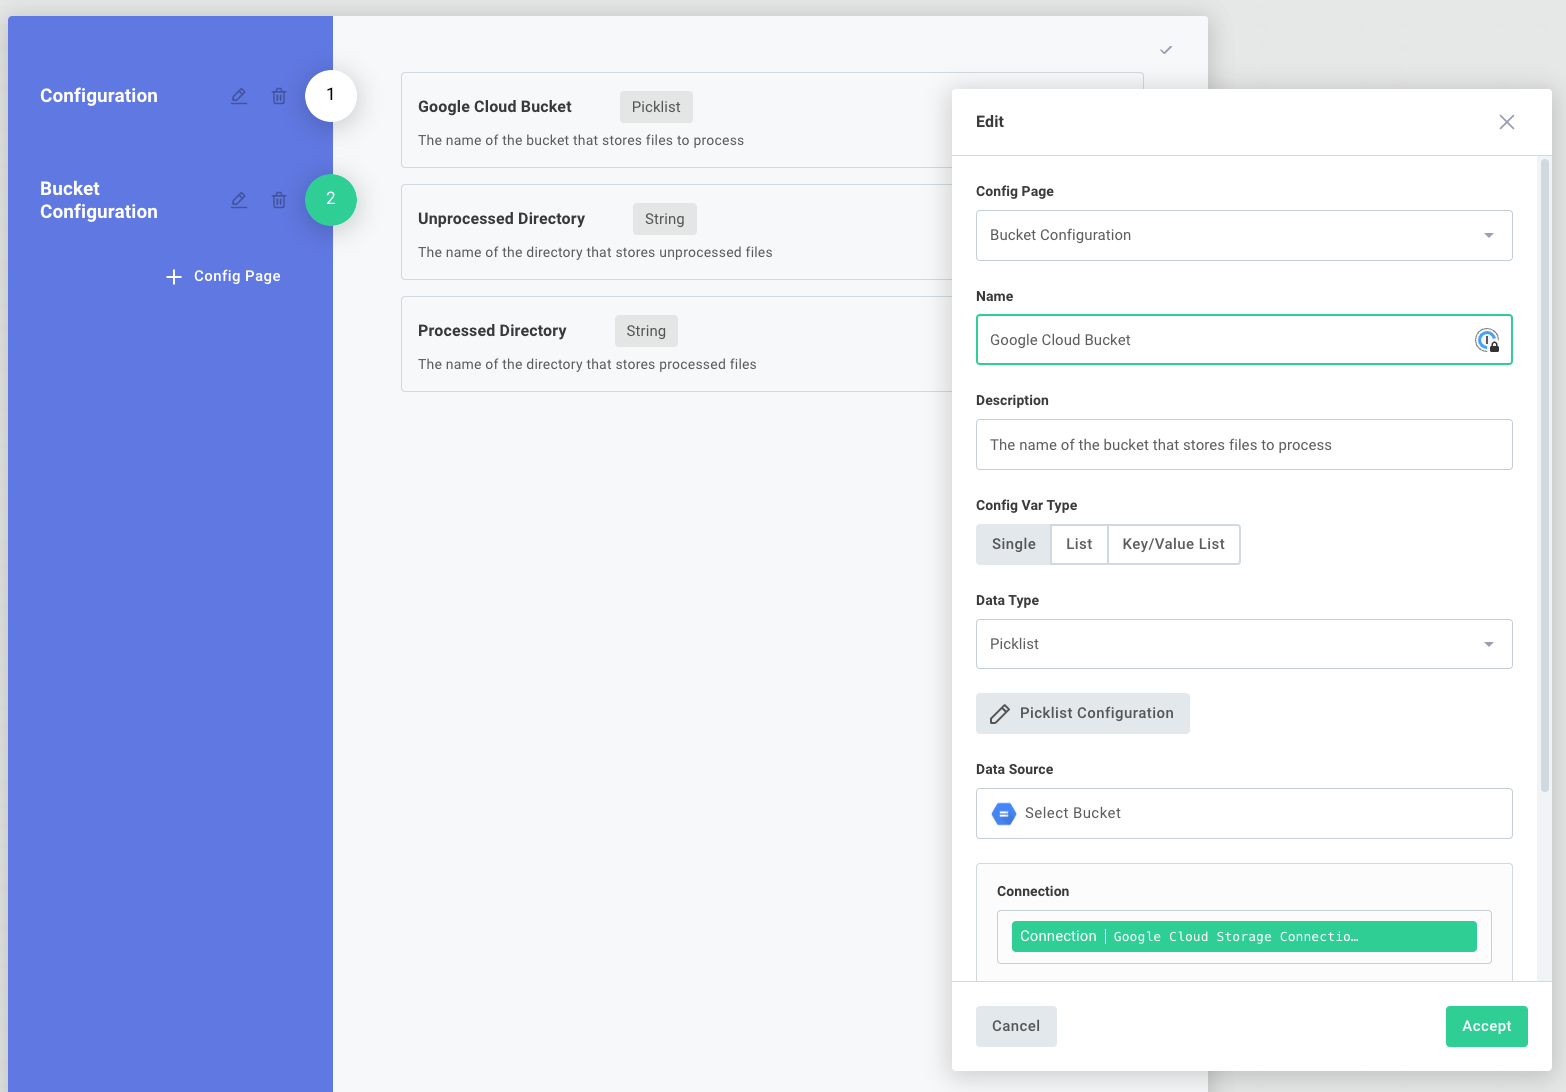 Configuration
1
Bucket
Configuration
2
Config Page
Google Cloud Bucket Picklist
The name of the bucket that stores files to process
Unprocessed Directory String
The name of the directory that stores unprocessed files
Processed Directory String
The name of the directory that stores processed files
Edit
Config Page
Bucket Configuration
Name
Google Cloud Bucket
Description
The name of the bucket that stores files to process
Config Var Type
Single List Key/Value List
Data Type
Picklist
Picklist Configuration
Data Source
Select Bucket
Connection
Connection | Google Cloud Storage Connectio…
Cancel Accept